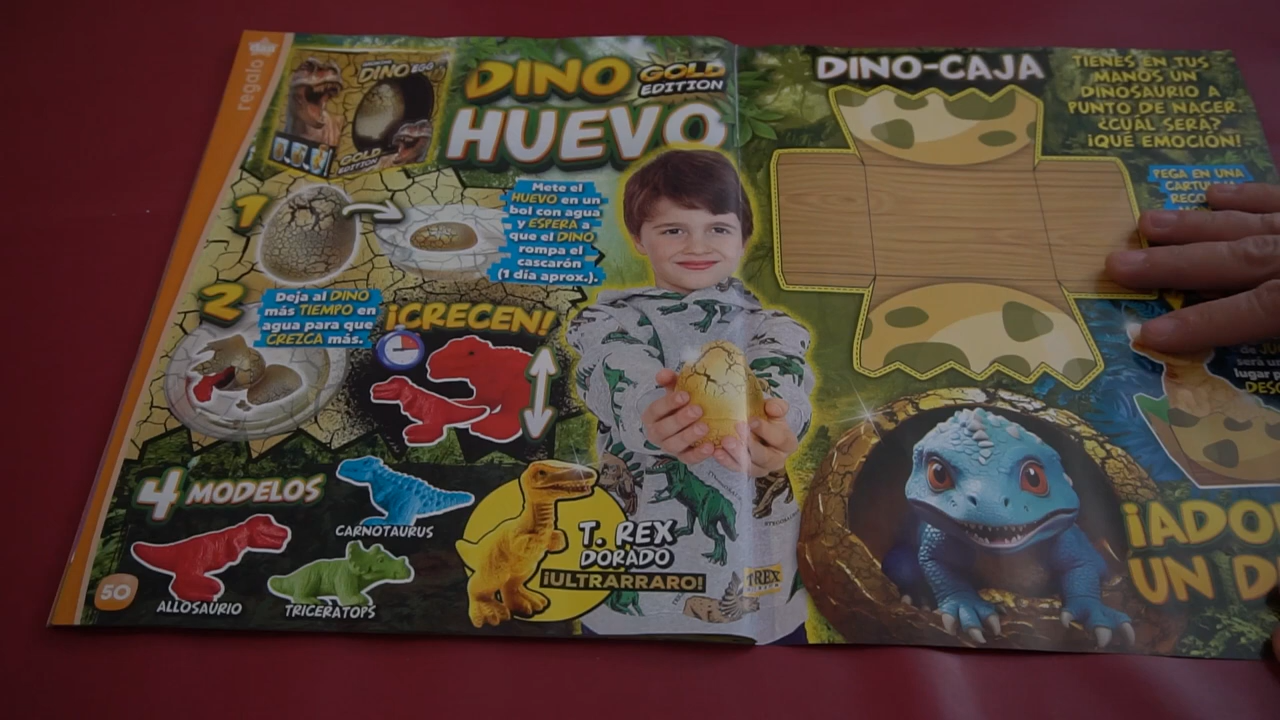 regalo
DINO EGG
GOLD
EDITION
DINO GOLD
EDITION
HUEVO
1
Mete el
HUEVO en un
bol con agua
y ESPERA a
que el DINO
rompa el
cascarón
(1 día aprox.).
2
Deja al DINO
más TIEMPO en
agua para que
CREZCA más.
¡CRECEN!
4 MODELOS
CARNOTAURUS
ALLOSAURIO
TRICERATOPS
T. REX
DORADO
¡ULTRARRARO!
T-REX
50
DINO-CAJA
TIENES EN TUS
MANOS UN
DINOSAURIO A
PUNTO DE NACER.
¿CUÁL SERÁ?
¡QUÉ EMOCIÓN!
PEGA EN UNA
lugar
UN